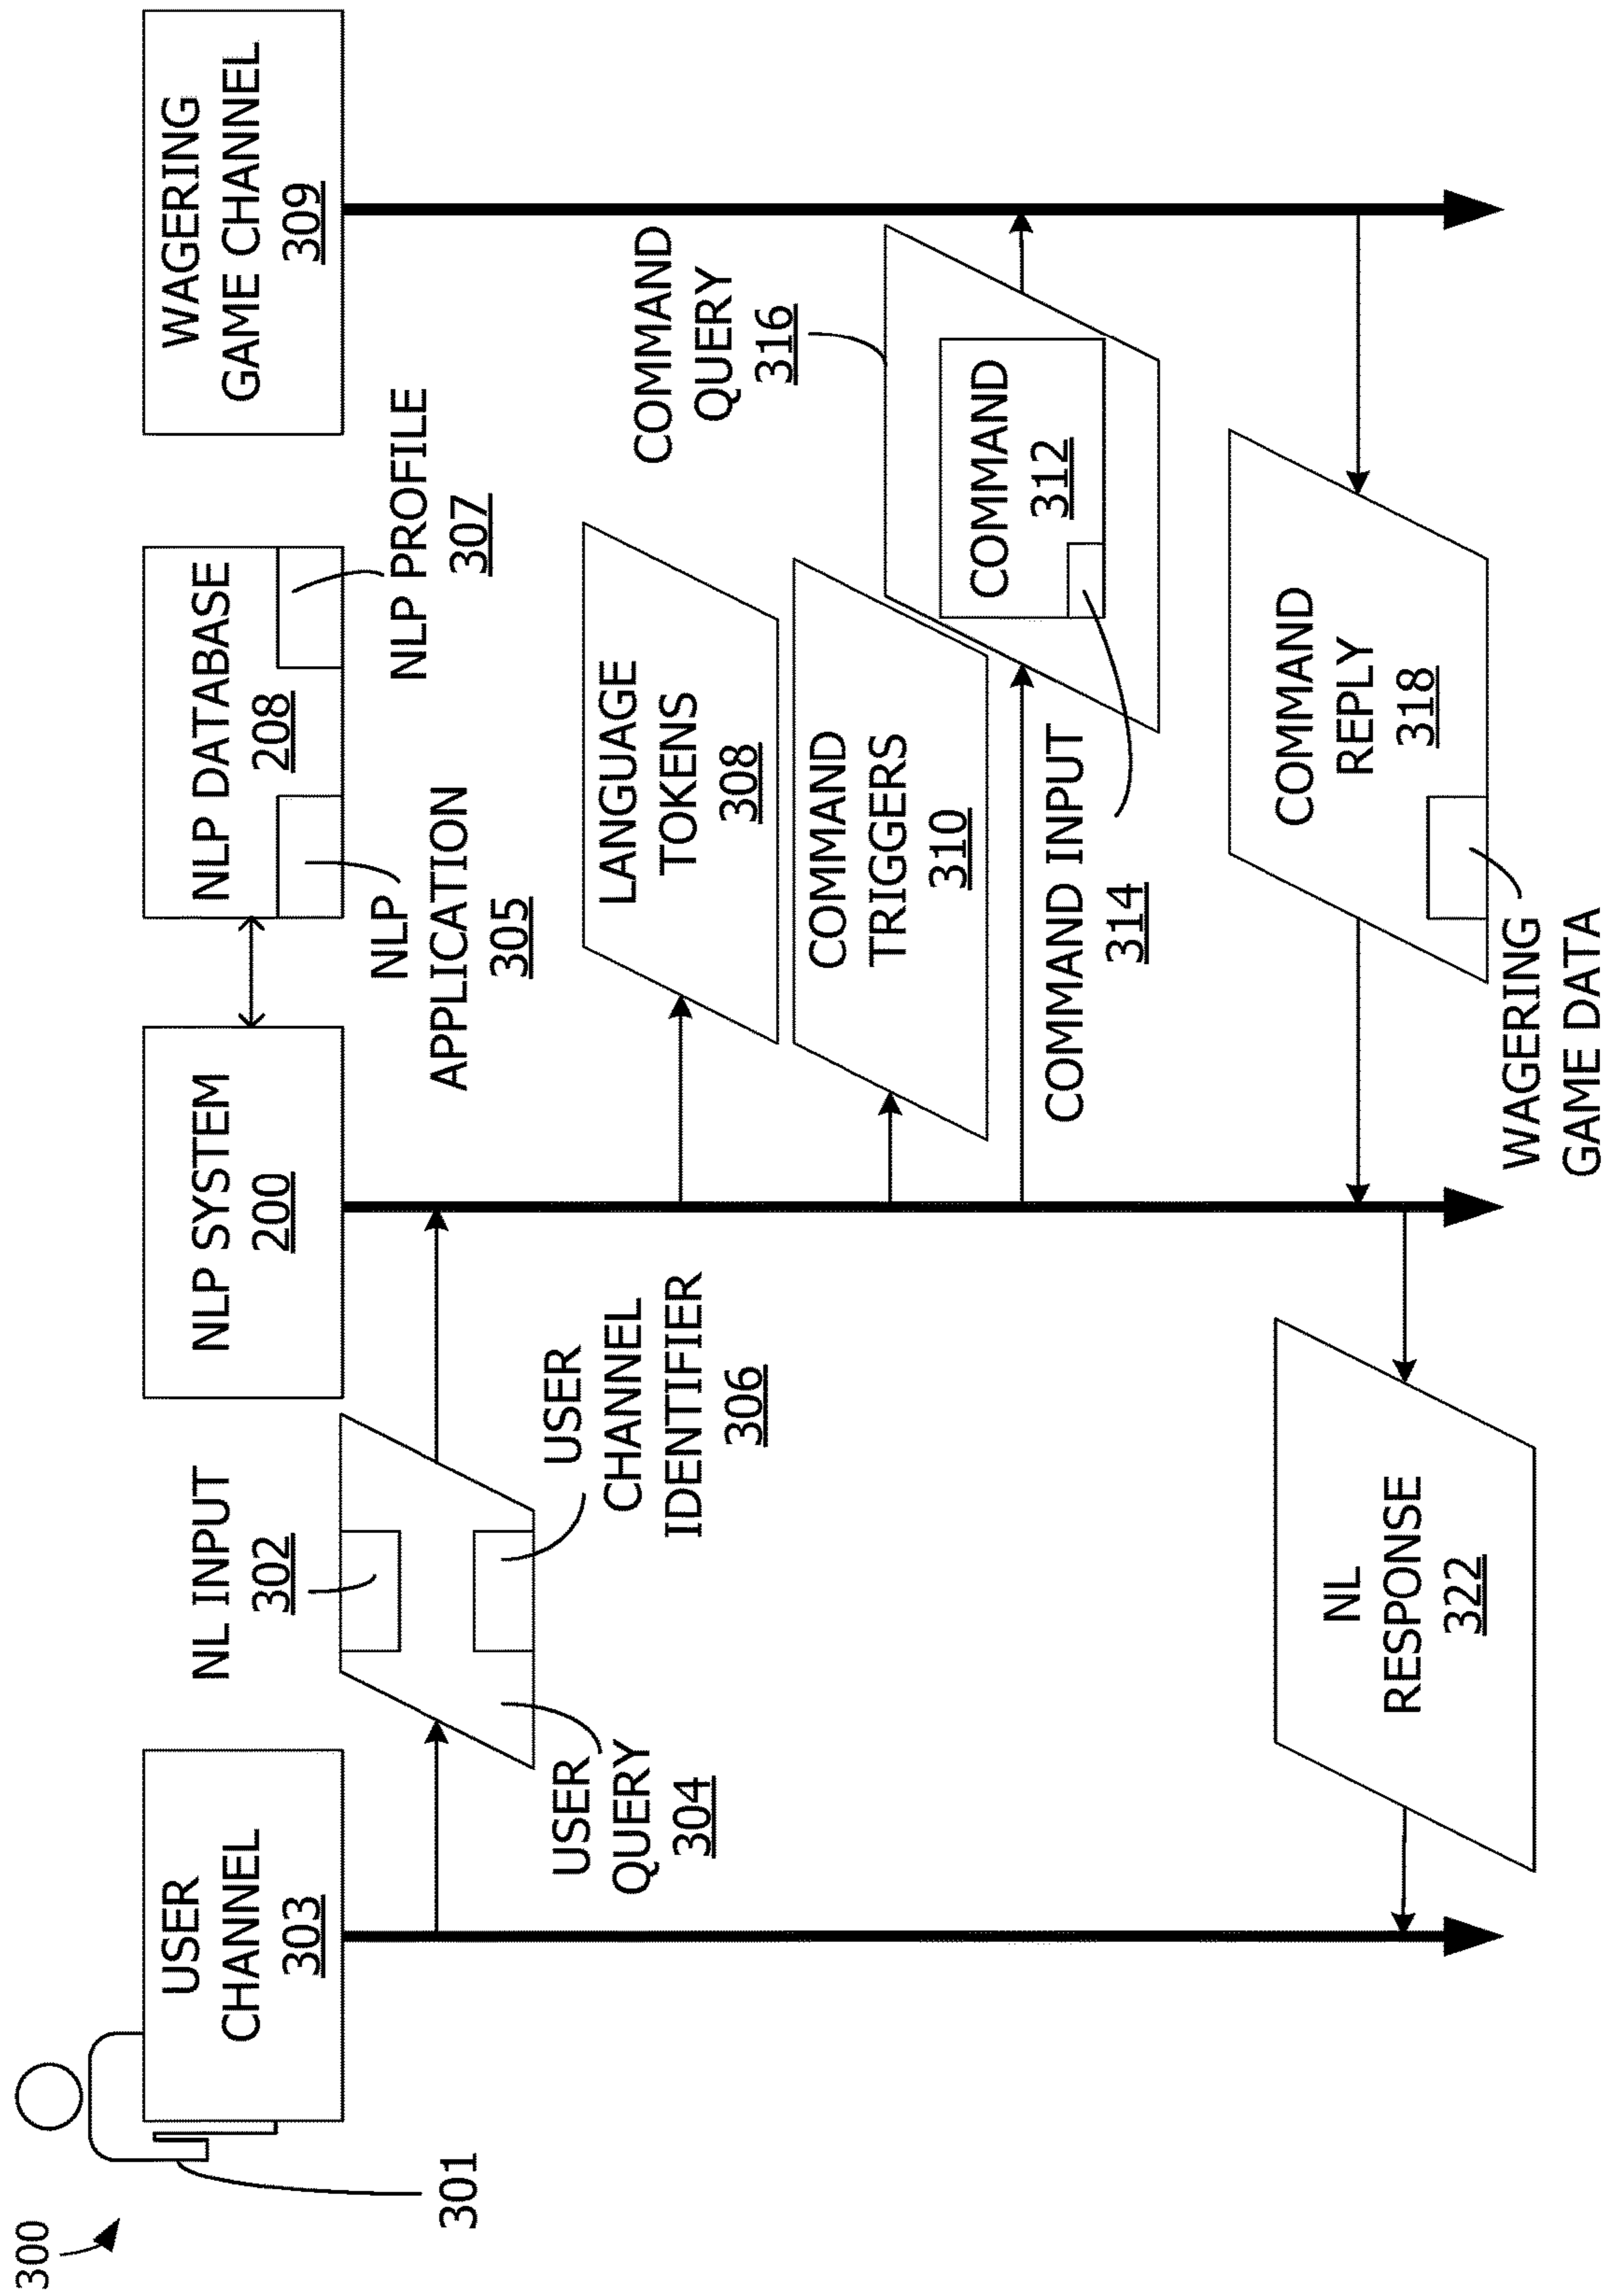 300
301
USER
CHANNEL
303
NL INPUT
302
NLP SYSTEM
200
NLP DATABASE
208
WAGERING
GAME CHANNEL
309
USER
QUERY
304
USER
CHANNEL
IDENTIFIER
306
NLP
APPLICATION
305
NLP PROFILE
307
LANGUAGE
TOKENS
308
COMMAND
TRIGGERS
310
COMMAND
QUERY
316
COMMAND
312
COMMAND INPUT
314
COMMAND
REPLY
318
WAGERING
GAME DATA
NL
RESPONSE
322